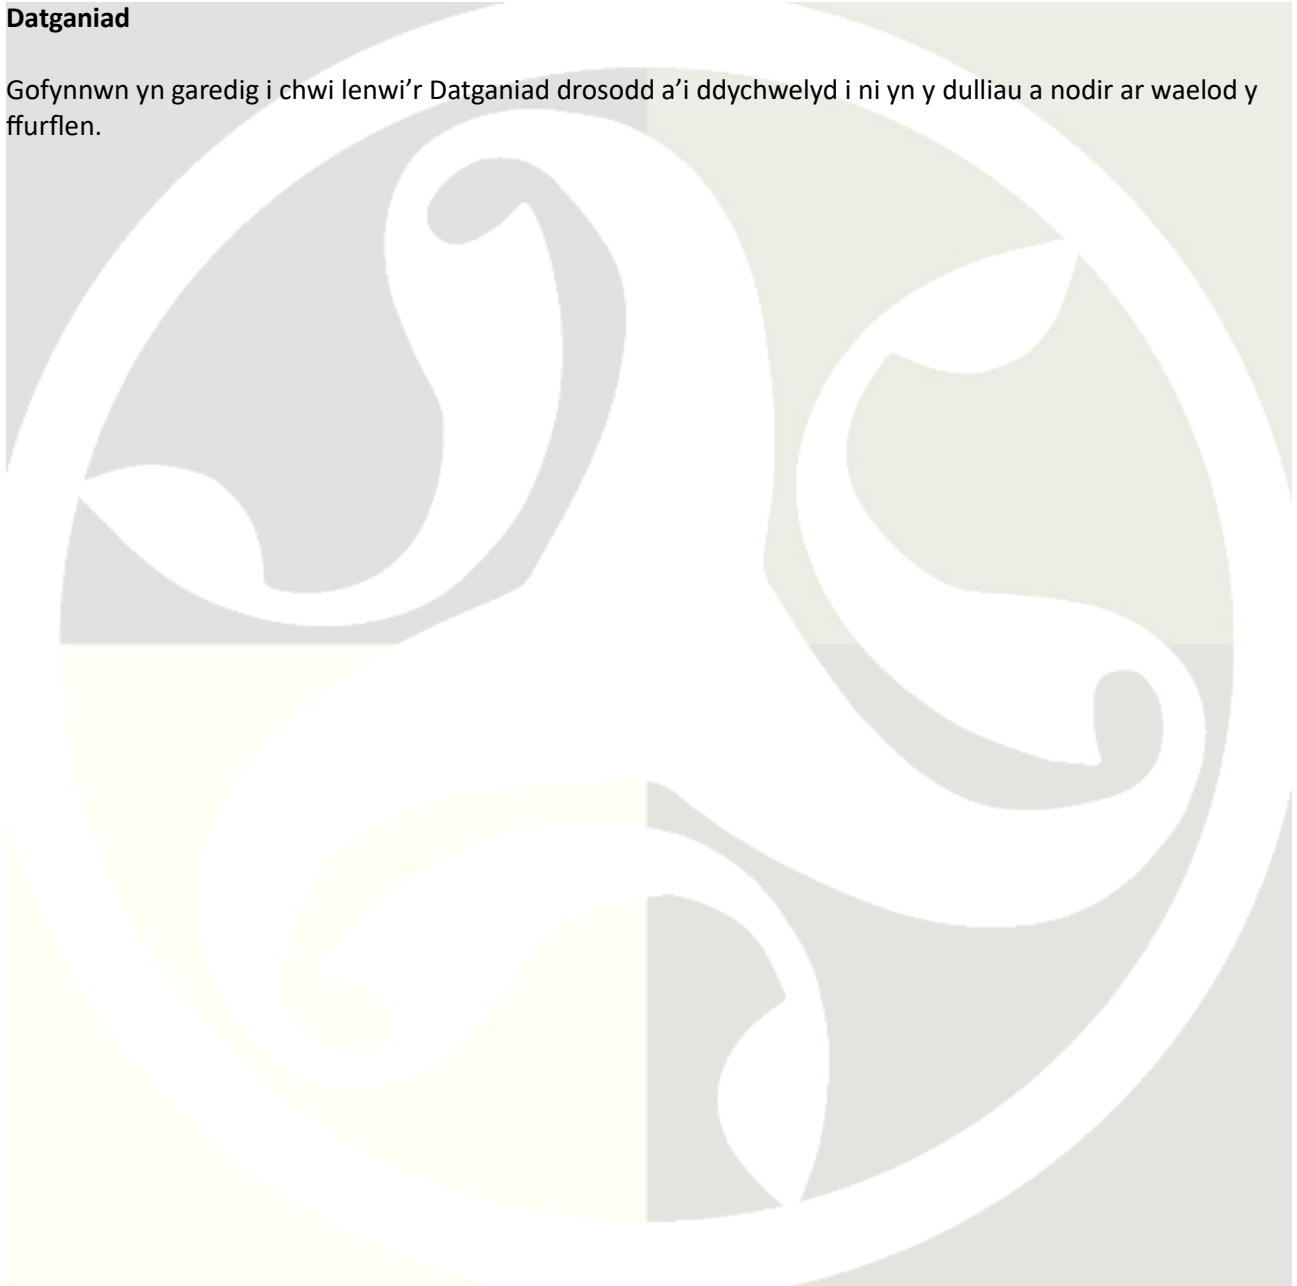 Datganiad
Gofynnwn yn garedig i chwi lenwi’r Datganiad drosodd a’i ddychwelyd i ni yn y dulliau a nodir ar waelod y
ffurflen.